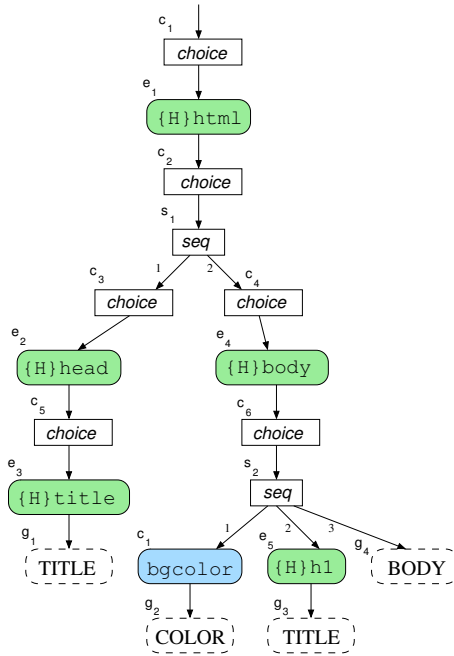 c1
choice
e1
{H}html
c2
choice
s1
seq
1 2
c3 c4
choice choice
e2 e4
{H}head {H}body
c5 c6
choice choice
e3 s2
{H}title seq
1 2 3
g1 c1 e5 g4
TITLE bgcolor {H}h1 BODY
g2 g3
COLOR TITLE